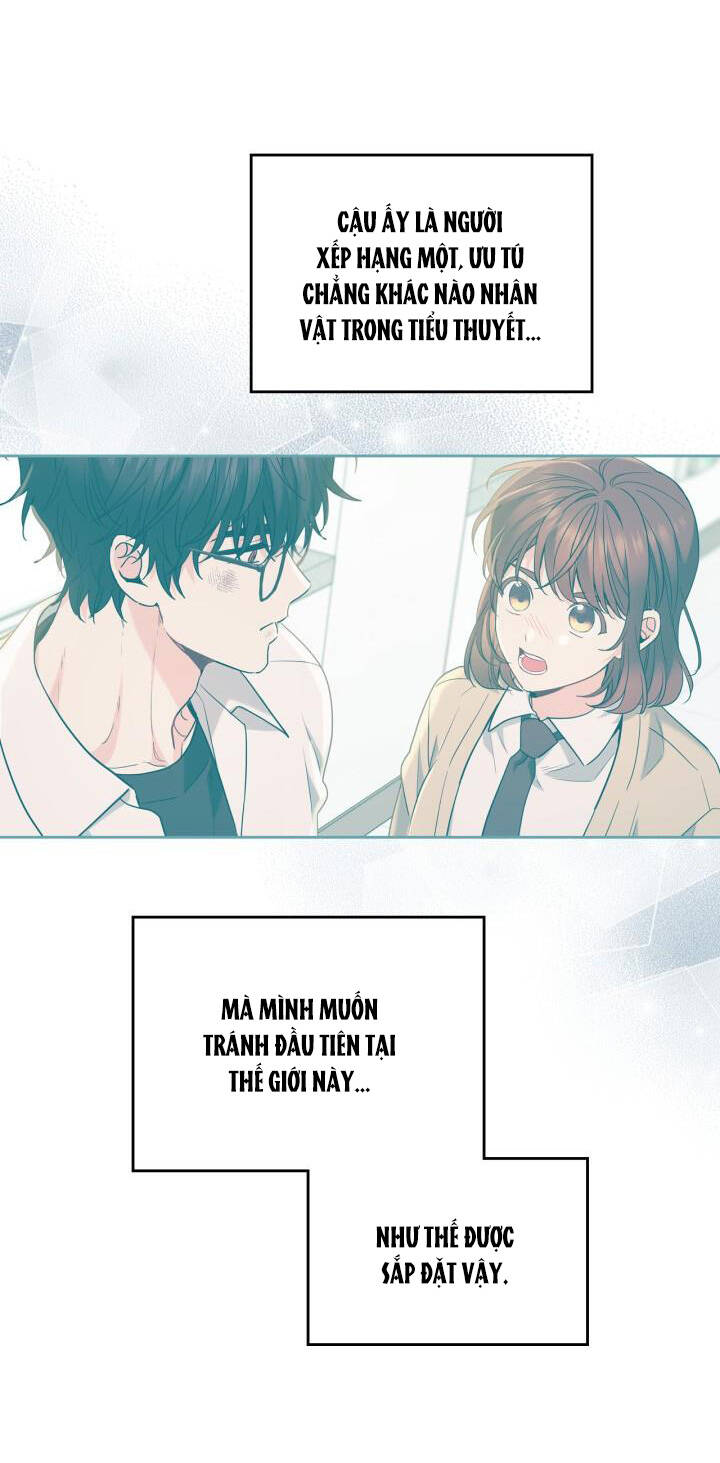 CẬU ẤY LÀ NGƯỜI
XẾP HẠNG MỘT, ƯU TÚ
CHẲNG KHÁC NÀO NHÂN
VẬT TRONG TIỂU THUYẾT...
MÀ MÌNH MUỐN
TRÁNH ĐẦU TIÊN TẠI
THẾ GIỚI NÀY...
NHƯ THẾ ĐƯỢC
SẮP ĐẶT VẬY.